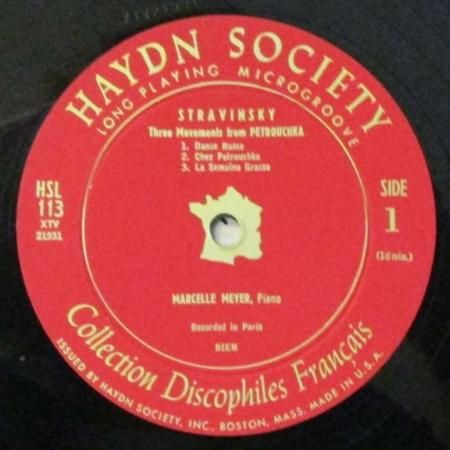 HAYDN SOCIETY
LONG PLAYING MICROGROOVE
STRAVINSKY
Three Movements from PETROUCHKA
1. Danse Russe
2. Chez Petrouchka
3. La Semaine Grasse
HSL
113
XTV
21931
SIDE
1
(16 min.)
MARCELLE MEYER, Piano
Recorded in Paris
BIEM
Collection Discophiles Français
ISSUED BY HAYDN SOCIETY, INC., BOSTON, MASS. MADE IN U.S.A.